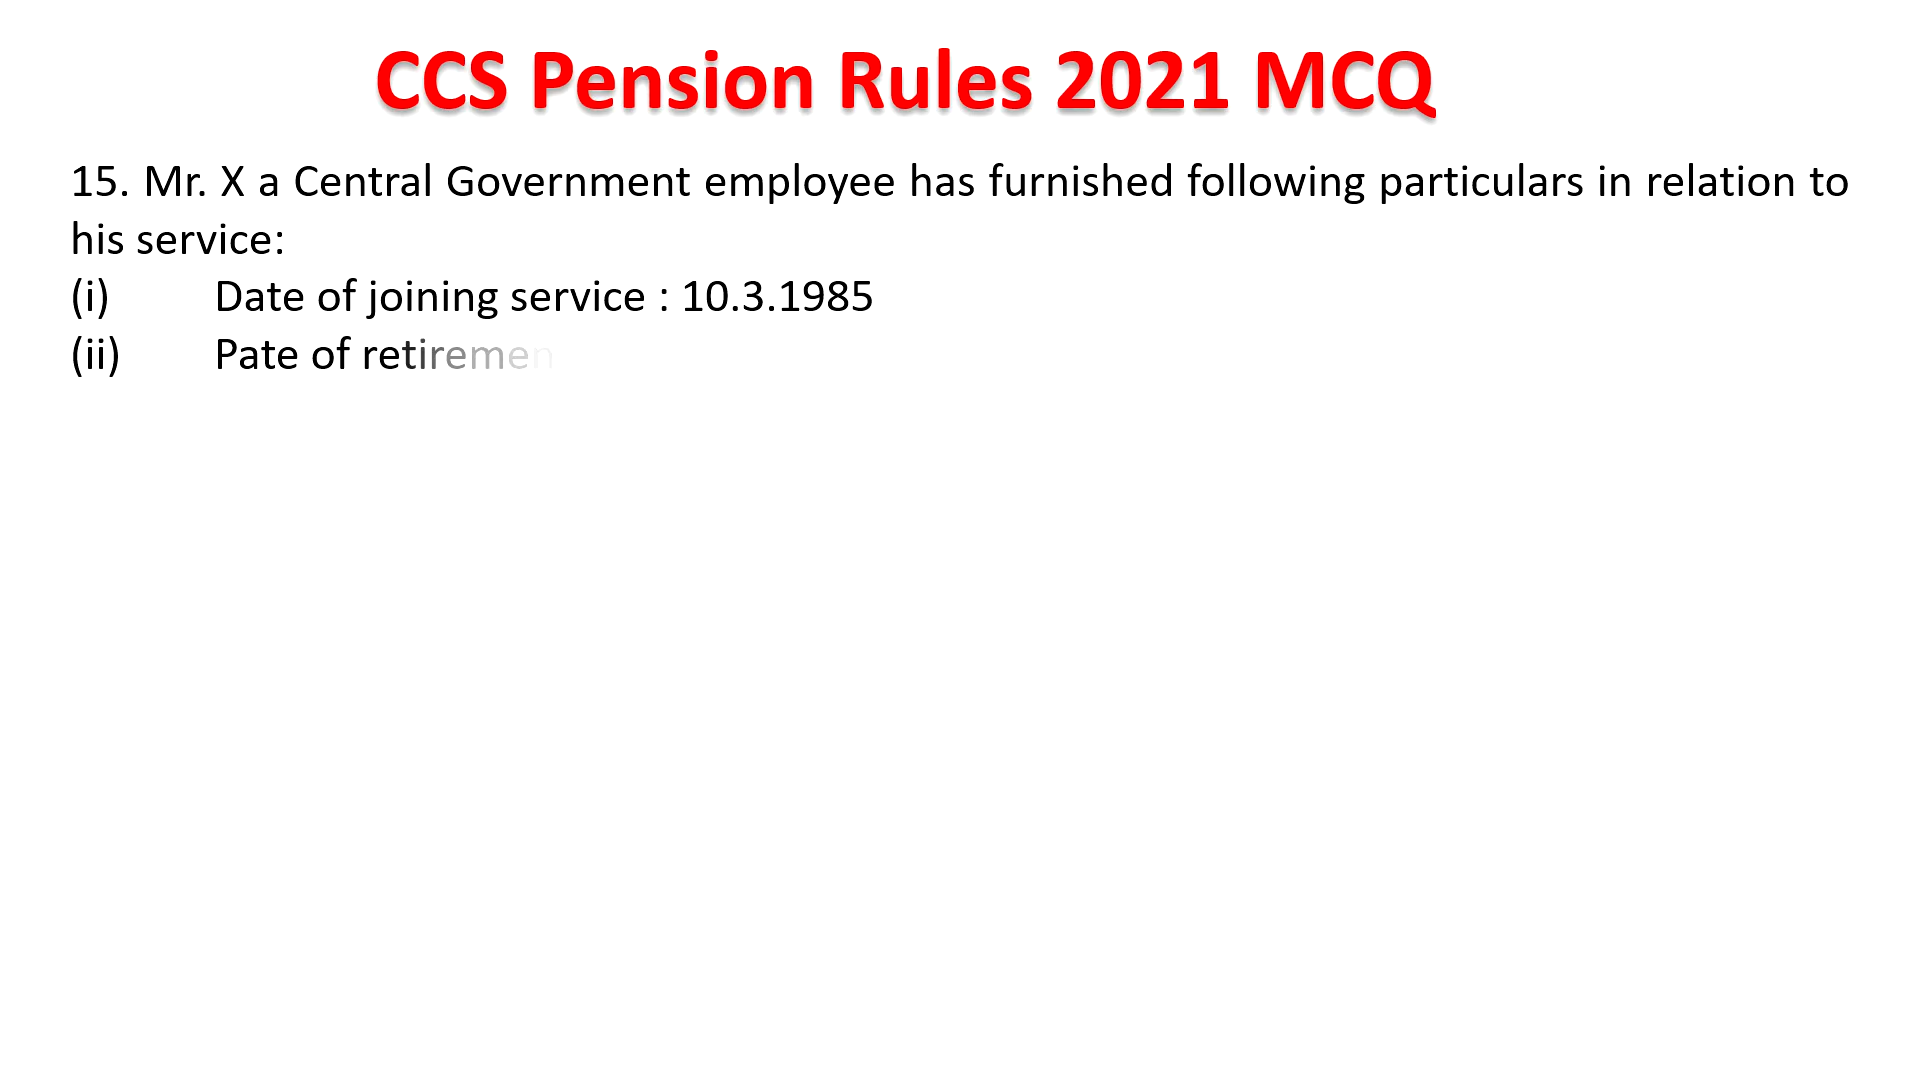 CCS Pension Rules 2021 MCQ
15. Mr. X a Central Government employee has furnished following particulars in relation to
his service:
(i) Date of joining service : 10.3.1985
(ii) Pate of retiremen